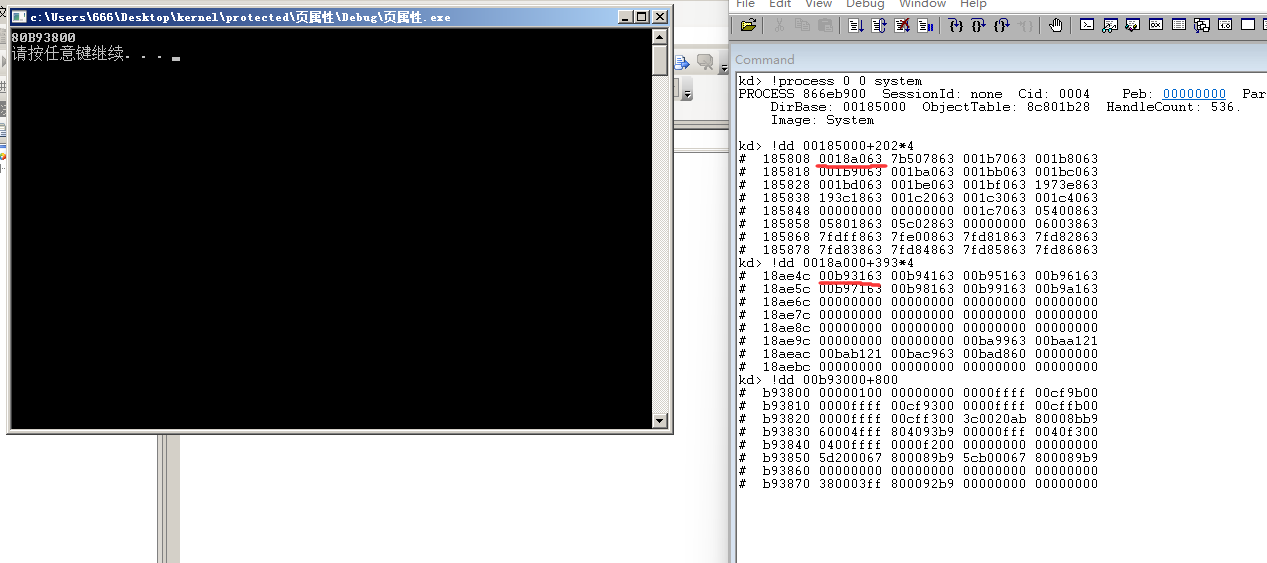 c:\Users\666\Desktop\kernel\protected\页属性\Debug\页属性.exe
80B93800
请按任意键继续. . .
File Edit View Debug Window Help
Command
kd> !process 0 0 system
PROCESS 866eb900 SessionId: none Cid: 0004 Peb: 00000000 Par
DirBase: 00185000 ObjectTable: 8c801b28 HandleCount: 536.
Image: System
kd> !dd 00185000+202*4
# 185808 0018a063 7b507863 001b7063 001b8063
# 185818 001b9063 001ba063 001bb063 001bc063
# 185828 001bd063 001be063 001bf063 1973e863
# 185838 193c1863 001c2063 001c3063 001c4063
# 185848 00000000 00000000 001c7063 05400863
# 185858 05801863 05c02863 00000000 06003863
# 185868 7fdff863 7fe00863 7fd81863 7fd82863
# 185878 7fd83863 7fd84863 7fd85863 7fd86863
kd> !dd 0018a000+393*4
# 18ae4c 00b93163 00b94163 00b95163 00b96163
# 18ae5c 00b97163 00b98163 00b99163 00b9a163
# 18ae6c 00000000 00000000 00000000 00000000
# 18ae7c 00000000 00000000 00000000 00000000
# 18ae8c 00000000 00000000 00000000 00000000
# 18ae9c 00000000 00000000 00ba9963 00baa121
# 18aeac 00bab121 00bac963 00bad860 00000000
# 18aebc 00000000 00000000 00000000 00000000
kd> !dd 00b93000+800
# b93800 00000100 00000000 0000ffff 00cf9b00
# b93810 0000ffff 00cf9300 0000ffff 00cffb00
# b93820 0000ffff 00cff300 3c0020ab 80008bb9
# b93830 60004fff 804093b9 00000fff 0040f300
# b93840 0400ffff 0000f200 00000000 00000000
# b93850 5d200067 800089b9 5cb00067 800089b9
# b93860 00000000 00000000 00000000 00000000
# b93870 380003ff 800092b9 00000000 00000000